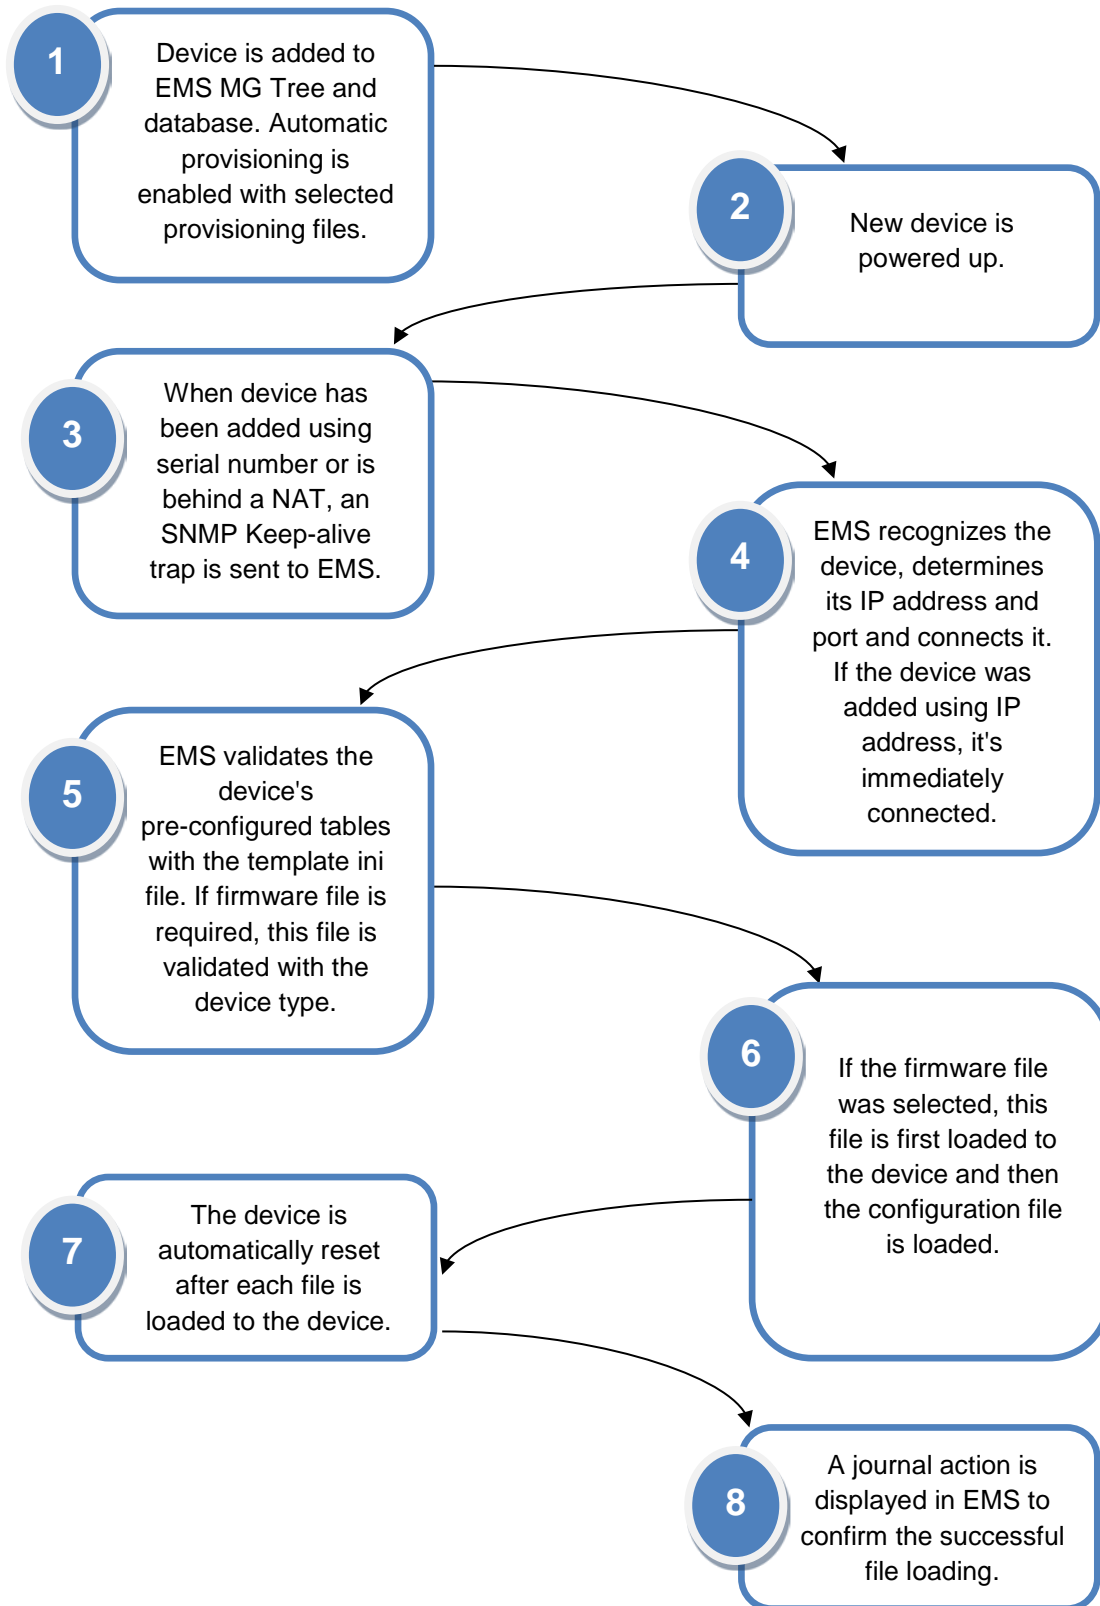 1
Device is added to
EMS MG Tree and
database. Automatic
provisioning is
enabled with selected
provisioning files.
2
New device is
powered up.
3
When device has
been added using
serial number or is
behind a NAT, an
SNMP Keep-alive
trap is sent to EMS.
4
EMS recognizes the
device, determines
its IP address and
port and connects it.
If the device was
added using IP
address, it's
immediately
connected.
5
EMS validates the
device's
pre-configured tables
with the template ini
file. If firmware file is
required, this file is
validated with the
device type.
6
If the firmware file
was selected, this
file is first loaded to
the device and then
the configuration file
is loaded.
7
The device is
automatically reset
after each file is
loaded to the device.
8
A journal action is
displayed in EMS to
confirm the successful
file loading.